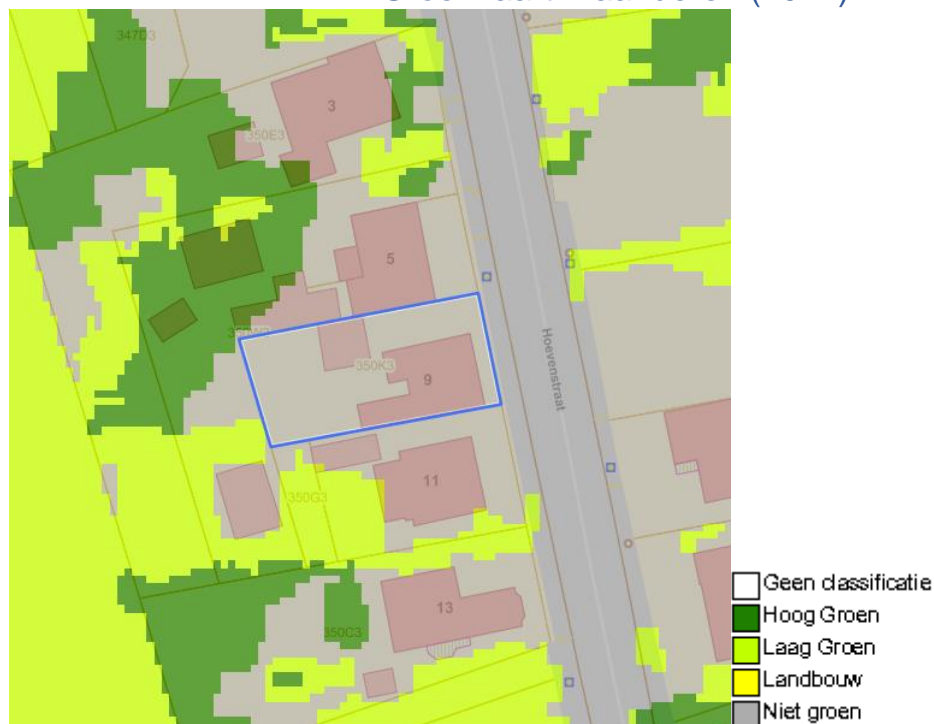 347D3
3
350E3
5
350K3
9
Hoevenstraat
11
350G3
13
350C3
Geen classificatie
Hoog Groen
Laag Groen
Landbouw
Niet groen